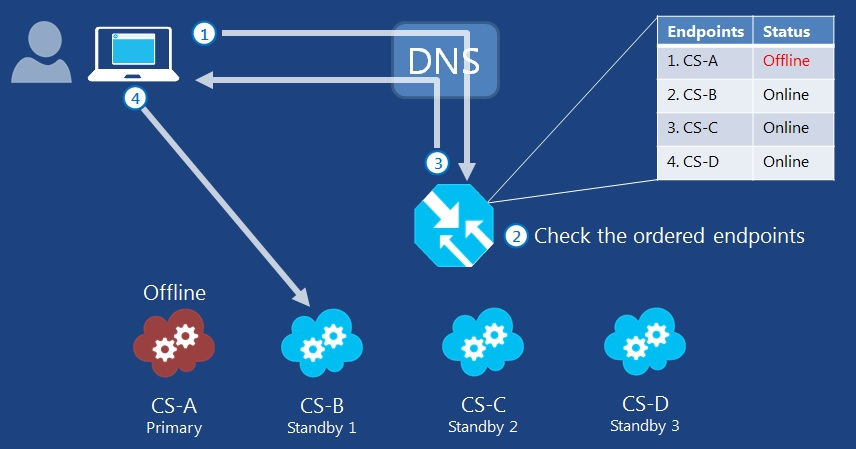 1
DNS
Endpoints Status
1. CS-A Offline
2. CS-B Online
3. CS-C Online
4. CS-D Online
4
3
2 Check the ordered endpoints
Offline
CS-A
Primary
CS-B
Standby 1
CS-C
Standby 2
CS-D
Standby 3